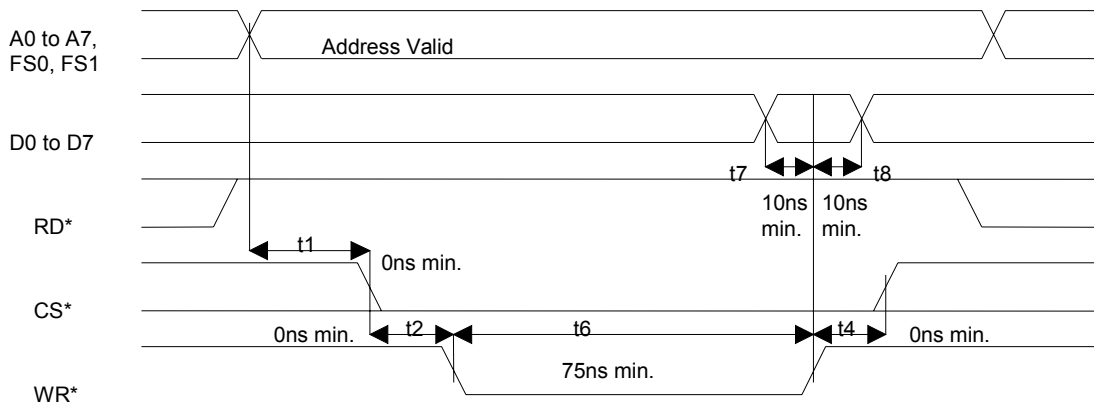 A0 to A7,
FS0, FS1
Address Valid
D0 to D7
t7
t8
10ns
min.
10ns
min.
RD*
t1
0ns min.
CS*
0ns min.
t2
t6
t4
0ns min.
75ns min.
WR*